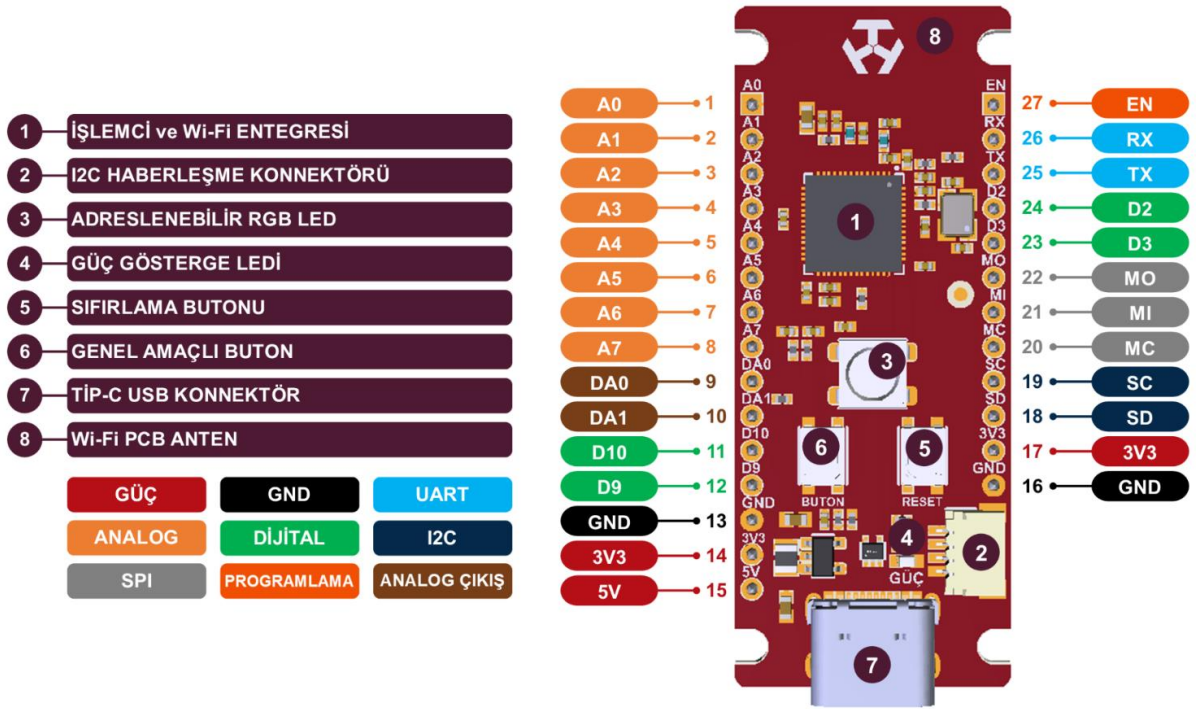 1 İŞLEMCİ ve Wi-Fi ENTEGRESİ
2 I2C HABERLEŞME KONNEKTÖRÜ
3 ADRESLENEBİLİR RGB LED
4 GÜÇ GÖSTERGE LEDİ
5 SIFIRLAMA BUTONU
6 GENEL AMAÇLI BUTON
7 TİP-C USB KONNEKTÖR
8 Wi-Fi PCB ANTEN
GÜÇ GND UART
ANALOG DİJİTAL I2C
SPI PROGRAMLAMA ANALOG ÇIKIŞ
A0 1
A1 2
A2 3
A3 4
A4 5
A5 6
A6 7
A7 8
DA0 9
DA1 10
D10 11
D9 12
GND 13
3V3 14
5V 15
A0
A1
A2
A3
A4
A5
A6
A7
DA0
DA1
D10
D9
GND
3V3
5V
8
1
3
6
5
BUTON RESET
4
GÜÇ
2
7
EN
RX
TX
D2
D3
MO
MI
MC
SC
SD
3V3
GND
27 EN
26 RX
25 TX
24 D2
23 D3
22 MO
21 MI
20 MC
19 SC
18 SD
17 3V3
16 GND